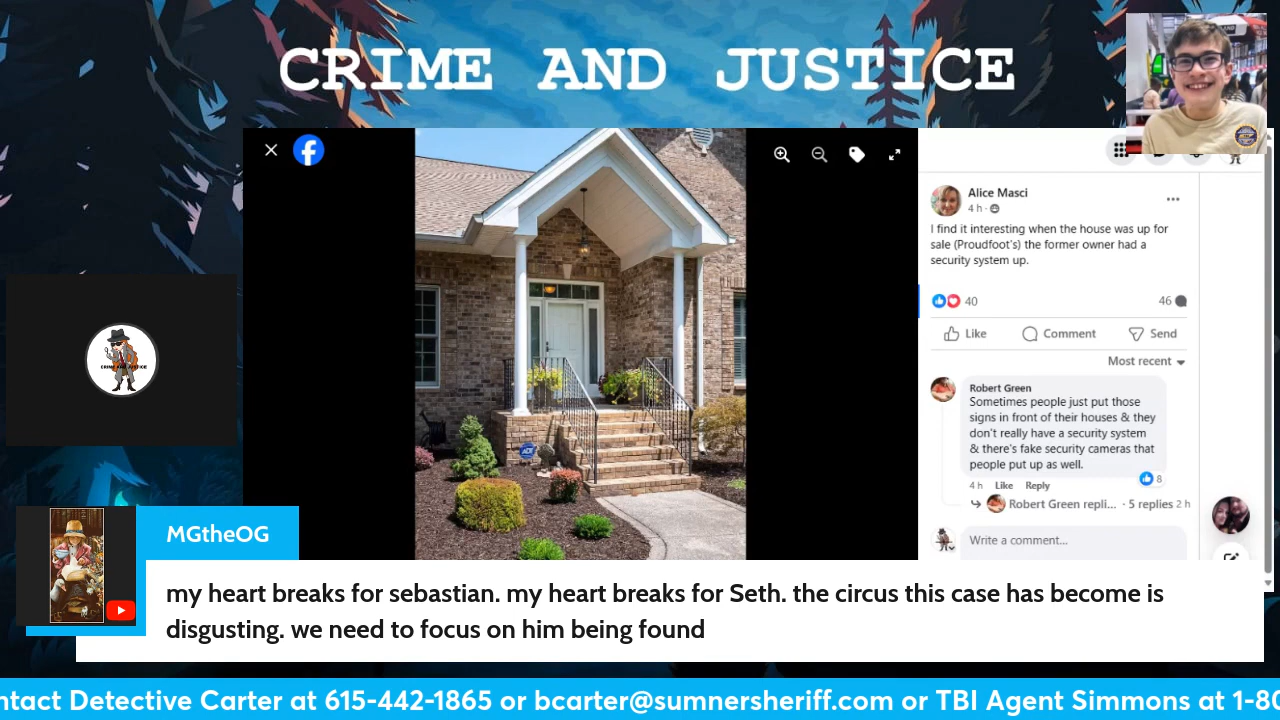 CRIME AND JUSTICE
Alice Masci
4 h ·
I find it interesting when the house was up for
sale (Proudfoot's) the former owner had a
security system up.
40
46
Like
Comment
Send
Most recent
Robert Green
Sometimes people just put those
signs in front of their houses & they
don't really have a security system
& there's fake security cameras that
people put up as well.
8
4 h Like Reply
Robert Green repli... · 5 replies 2 h
Write a comment...
ADT
CRIME AND JUSTICE
MGtheOG
my heart breaks for sebastian. my heart breaks for Seth. the circus this case has become is
disgusting. we need to focus on him being found
ntact Detective Carter at 615-442-1865 or bcarter@sumnersheriff.com or TBI Agent Simmons at 1-80